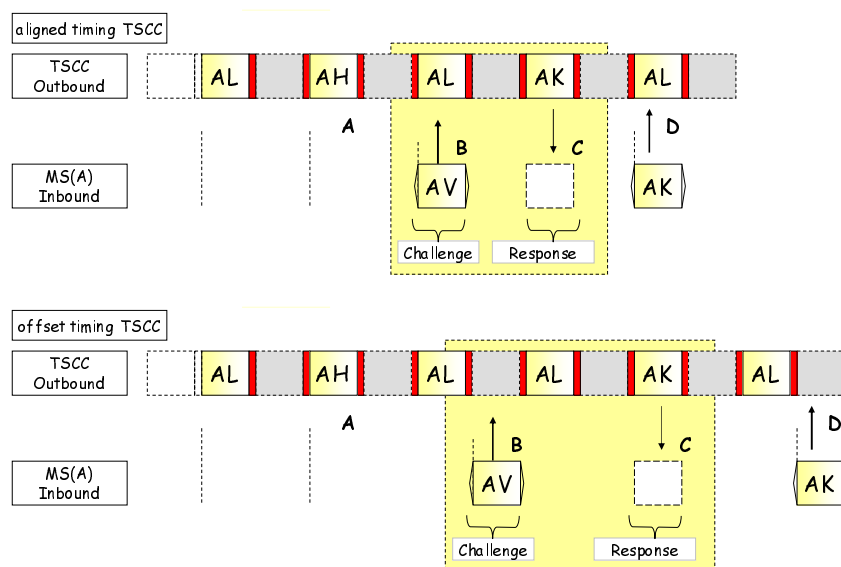 aligned timing TSCC
TSCC
Outbound
AL AH AL AK AL
A B C D
MS(A)
Inbound
AV AK
Challenge Response
offset timing TSCC
TSCC
Outbound
AL AH AL AL AK AL
A B C D
MS(A)
Inbound
AV AK
Challenge Response